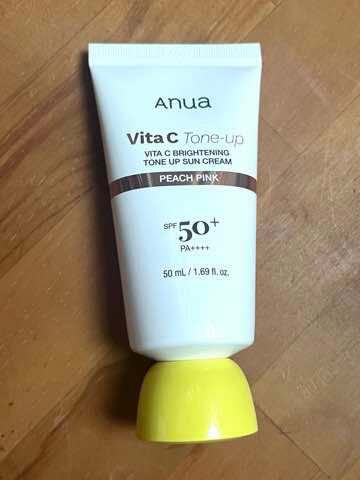 Anua
Vita C Tone-up
VITA C BRIGHTENING
TONE UP SUN CREAM
PEACH PINK
SPF 50+
PA++++
50 mL / 1.69 fl. oz.